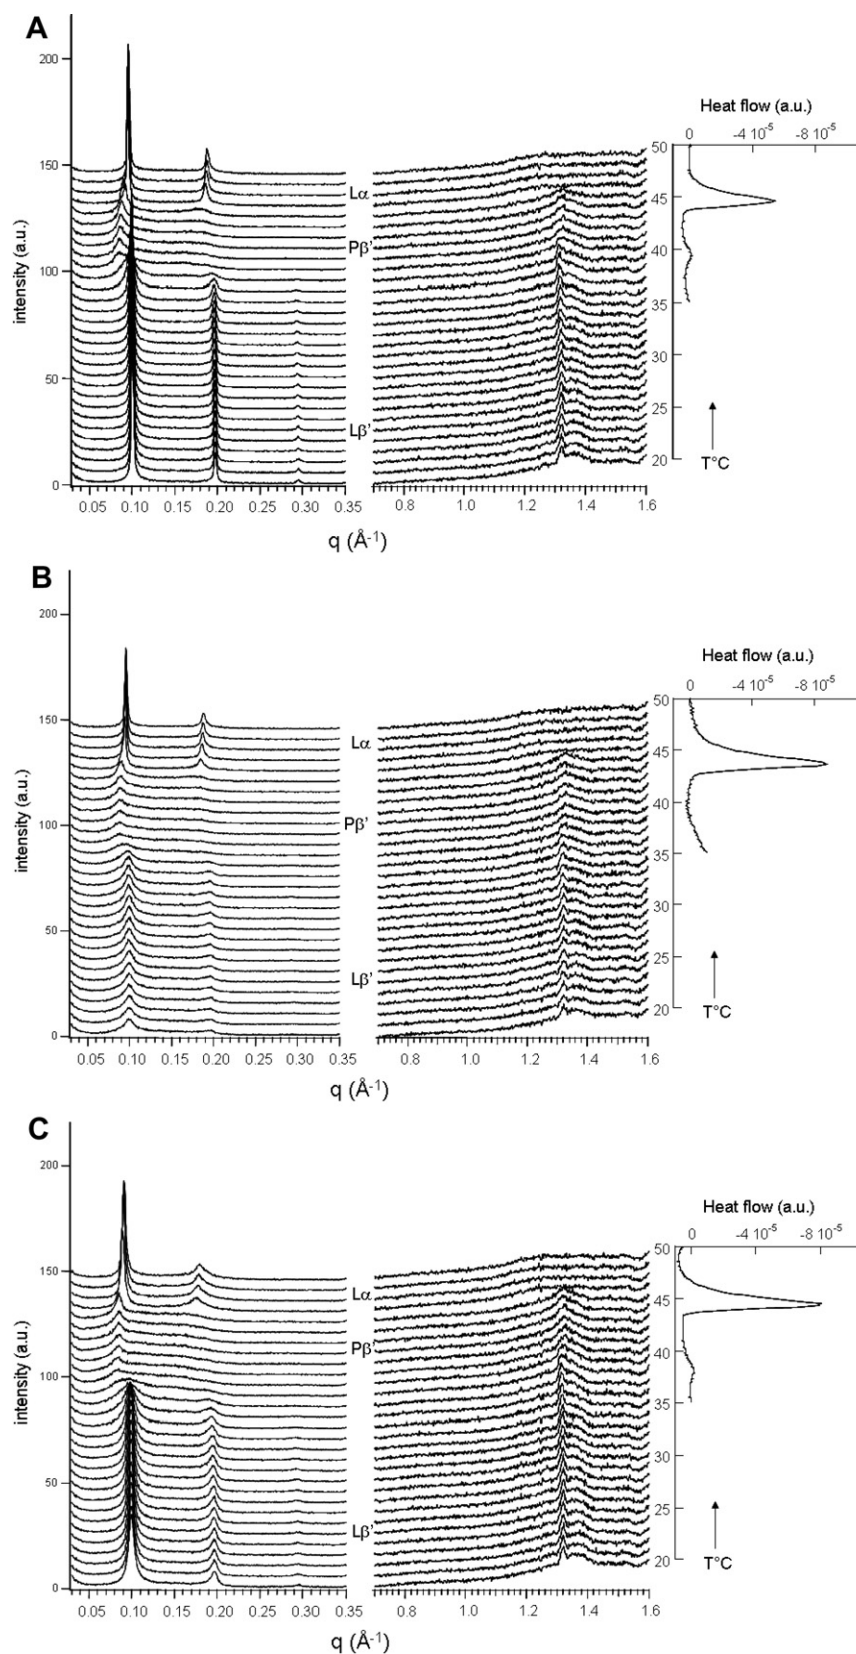 A
Heat flow (a.u.)
0 -4 10⁻⁵ -8 10⁻⁵
200
150
100
50
0
intensity (a.u.)
Lα
Pβ'
Lβ'
50
45
40
35
30
25
20
T°C
0.05 0.10 0.15 0.20 0.25 0.30 0.35
0.8 1.0 1.2 1.4 1.6
q (Å⁻¹)
B
Heat flow (a.u.)
0 -4 10⁻⁵ -8 10⁻⁵
200
150
100
50
0
intensity (a.u.)
Lα
Pβ'
Lβ'
50
45
40
35
30
25
20
T°C
0.05 0.10 0.15 0.20 0.25 0.30 0.35
0.8 1.0 1.2 1.4 1.6
q (Å⁻¹)
C
Heat flow (a.u.)
0 -4 10⁻⁵ -8 10⁻⁵
200
150
100
50
0
intensity (a.u.)
Lα
Pβ'
Lβ'
50
45
40
35
30
25
20
T°C
0.05 0.10 0.15 0.20 0.25 0.30 0.35
0.8 1.0 1.2 1.4 1.6
q (Å⁻¹)